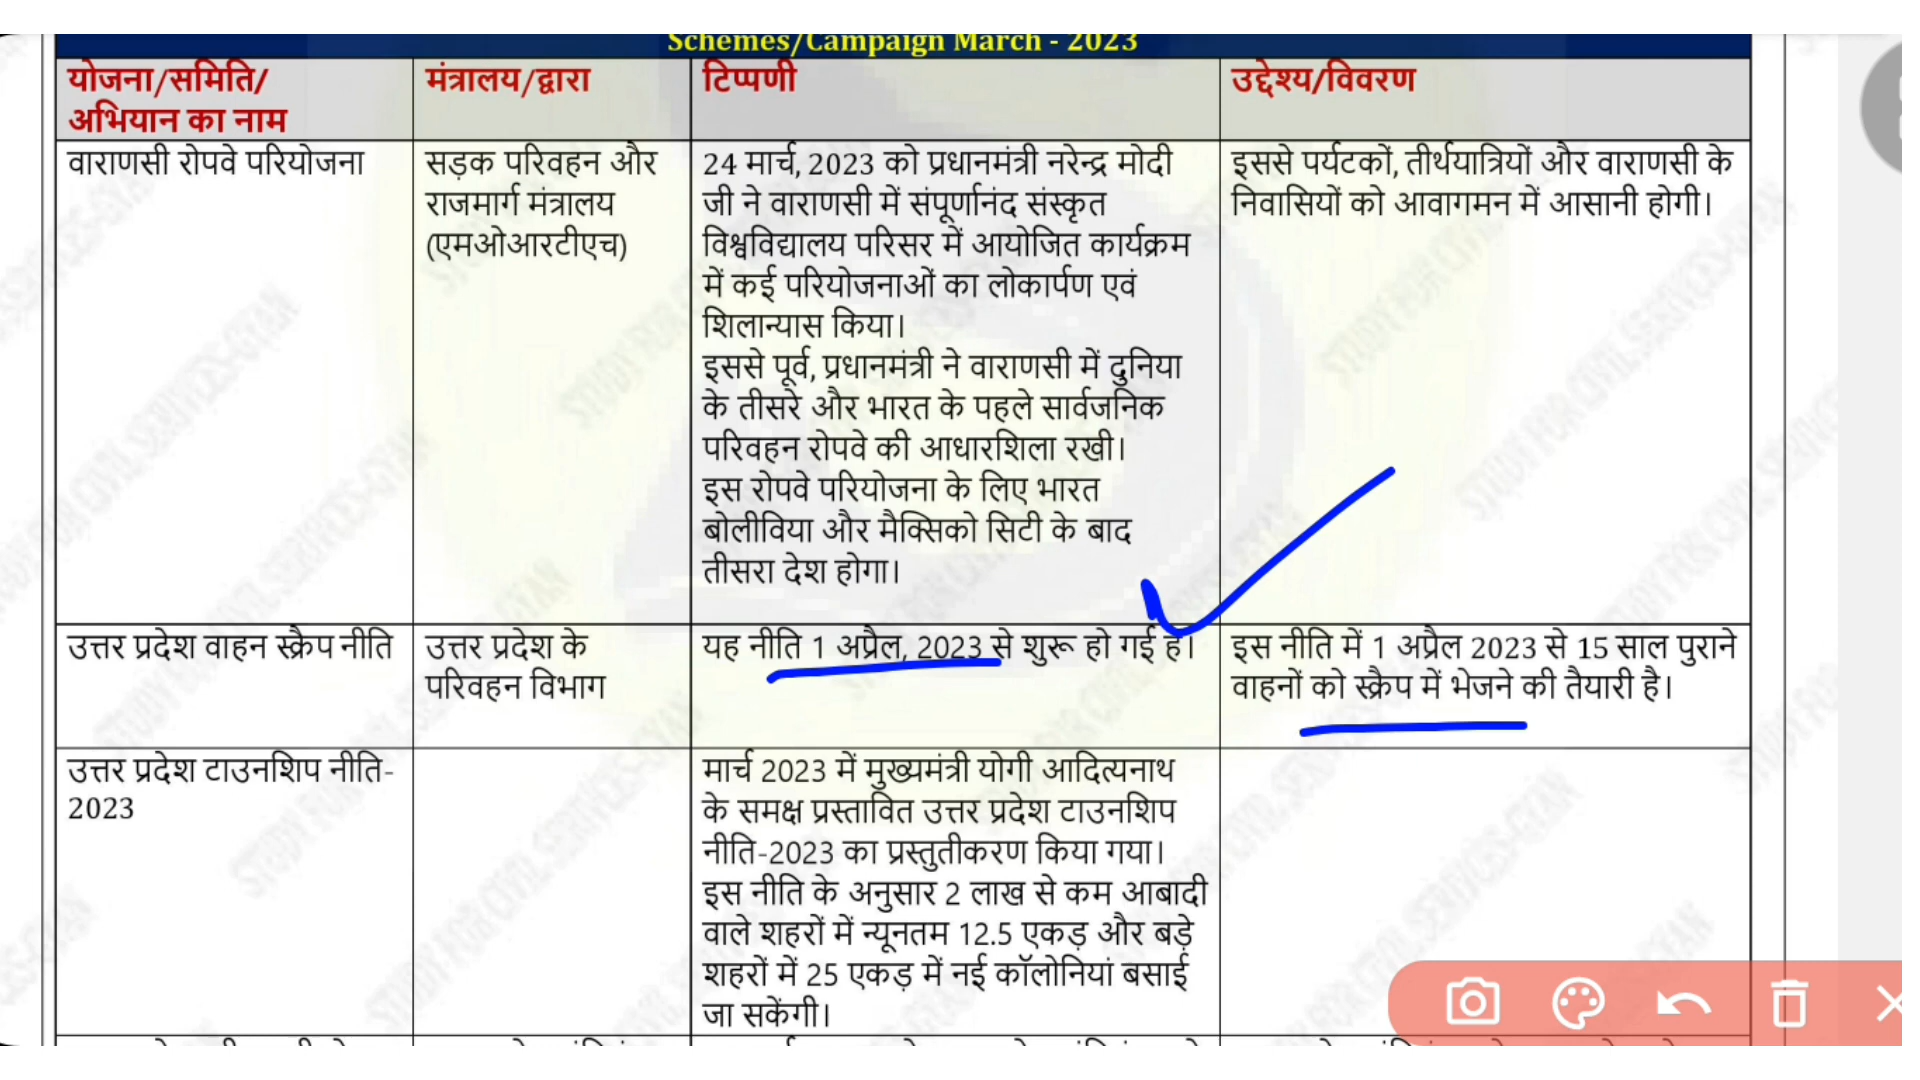 Schemes/Campaign March - 2023
योजना/समिति/
अभियान का नाम
मंत्रालय/द्वारा
टिप्पणी
उद्देश्य/विवरण
वाराणसी रोपवे परियोजना
सड़क परिवहन और
राजमार्ग मंत्रालय
(एमओआरटीएच)
24 मार्च, 2023 को प्रधानमंत्री नरेन्द्र मोदी
जी ने वाराणसी में संपूर्णानंद संस्कृत
विश्वविद्यालय परिसर में आयोजित कार्यक्रम
में कई परियोजनाओं का लोकार्पण एवं
शिलान्यास किया।
इससे पूर्व, प्रधानमंत्री ने वाराणसी में दुनिया
के तीसरे और भारत के पहले सार्वजनिक
परिवहन रोपवे की आधारशिला रखी।
इस रोपवे परियोजना के लिए भारत
बोलीविया और मैक्सिको सिटी के बाद
तीसरा देश होगा।
इससे पर्यटकों, तीर्थयात्रियों और वाराणसी के
निवासियों को आवागमन में आसानी होगी।
उत्तर प्रदेश वाहन स्क्रैप नीति
उत्तर प्रदेश के
परिवहन विभाग
यह नीति 1 अप्रैल, 2023 से शुरू हो गई है।
इस नीति में 1 अप्रैल 2023 से 15 साल पुराने
वाहनों को स्क्रैप में भेजने की तैयारी है।
उत्तर प्रदेश टाउनशिप नीति-
2023
मार्च 2023 में मुख्यमंत्री योगी आदित्यनाथ
के समक्ष प्रस्तावित उत्तर प्रदेश टाउनशिप
नीति-2023 का प्रस्तुतीकरण किया गया।
इस नीति के अनुसार 2 लाख से कम आबादी
वाले शहरों में न्यूनतम 12.5 एकड़ और बड़े
शहरों में 25 एकड़ में नई कॉलोनियां बसाई
जा सकेंगी।
STUDY FOR CIVIL SERVICES-GYAN